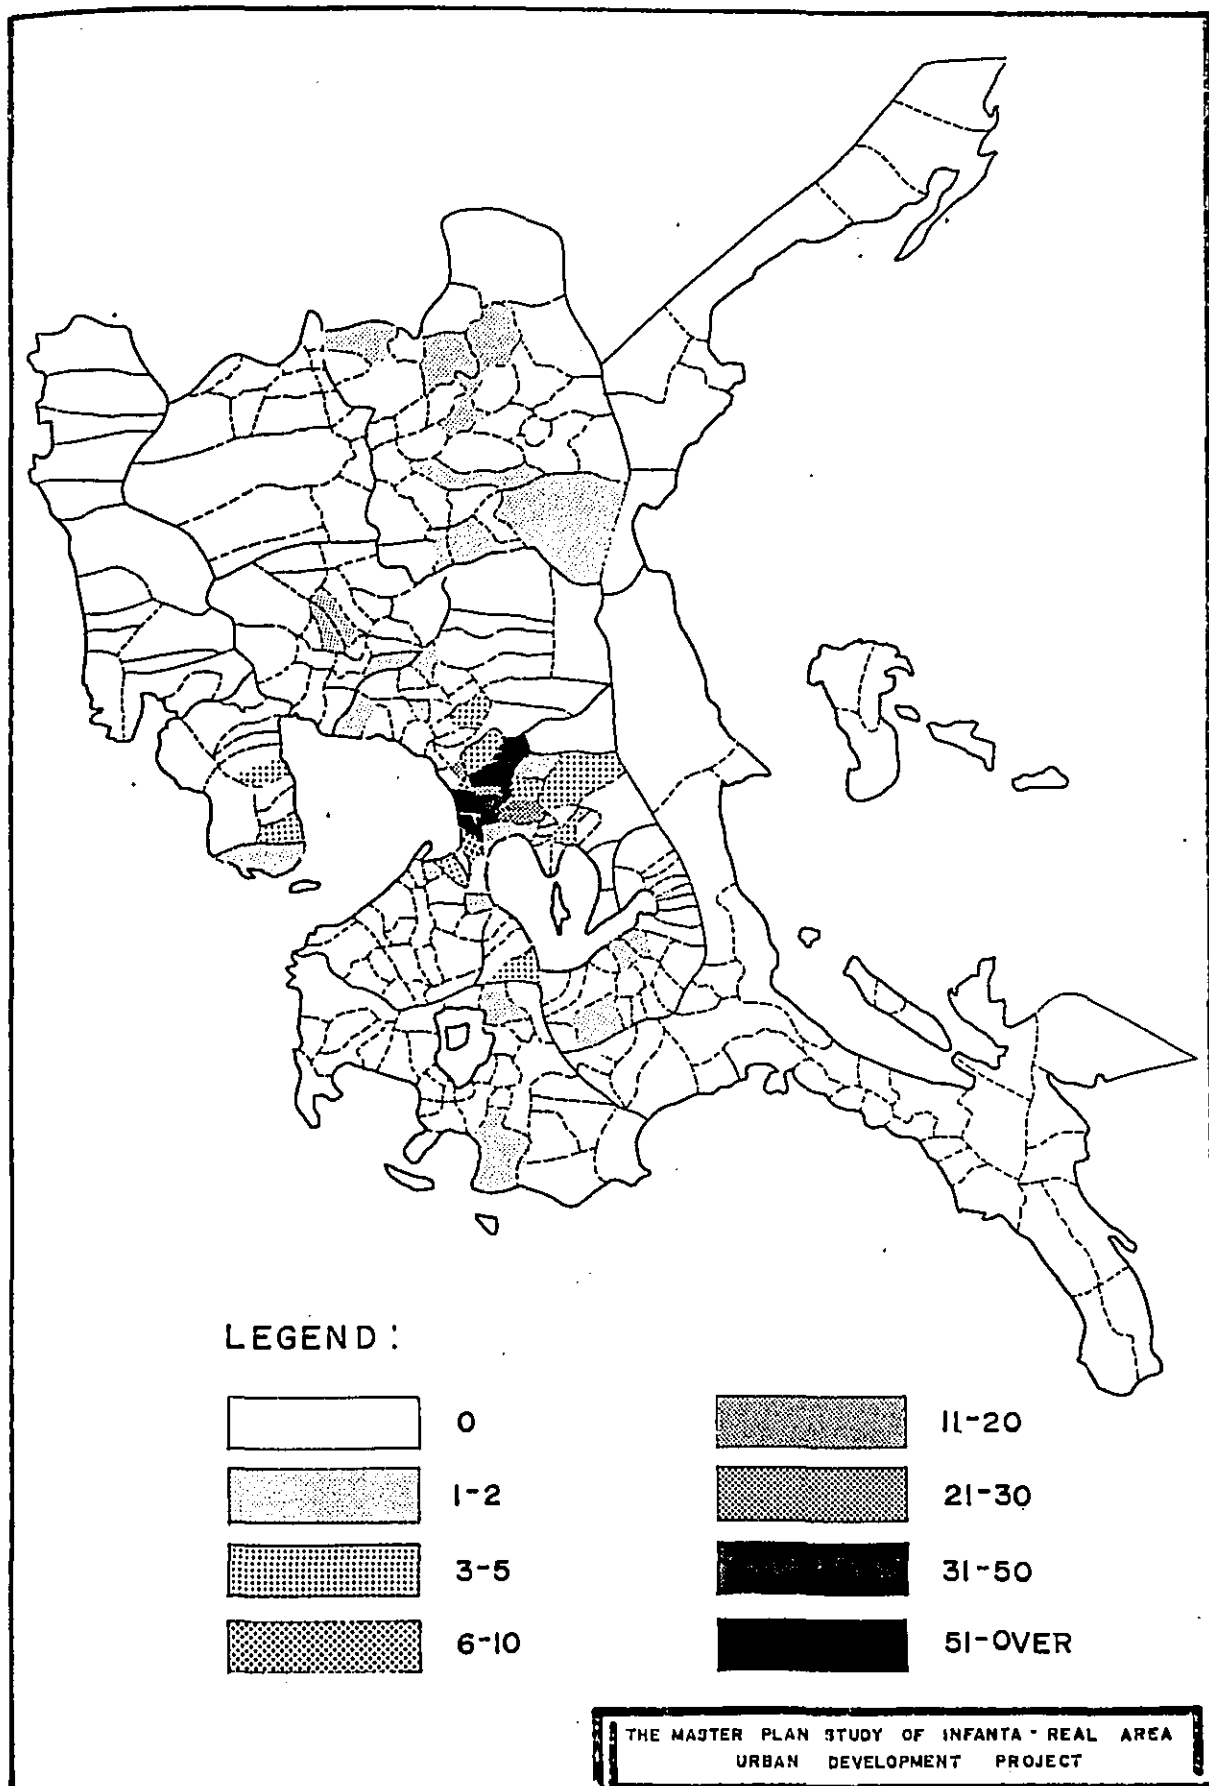 LEGEND:
0
1-2
3-5
6-10
11-20
21-30
31-50
51-OVER
THE MASTER PLAN STUDY OF INFANTA - REAL AREA
URBAN DEVELOPMENT PROJECT